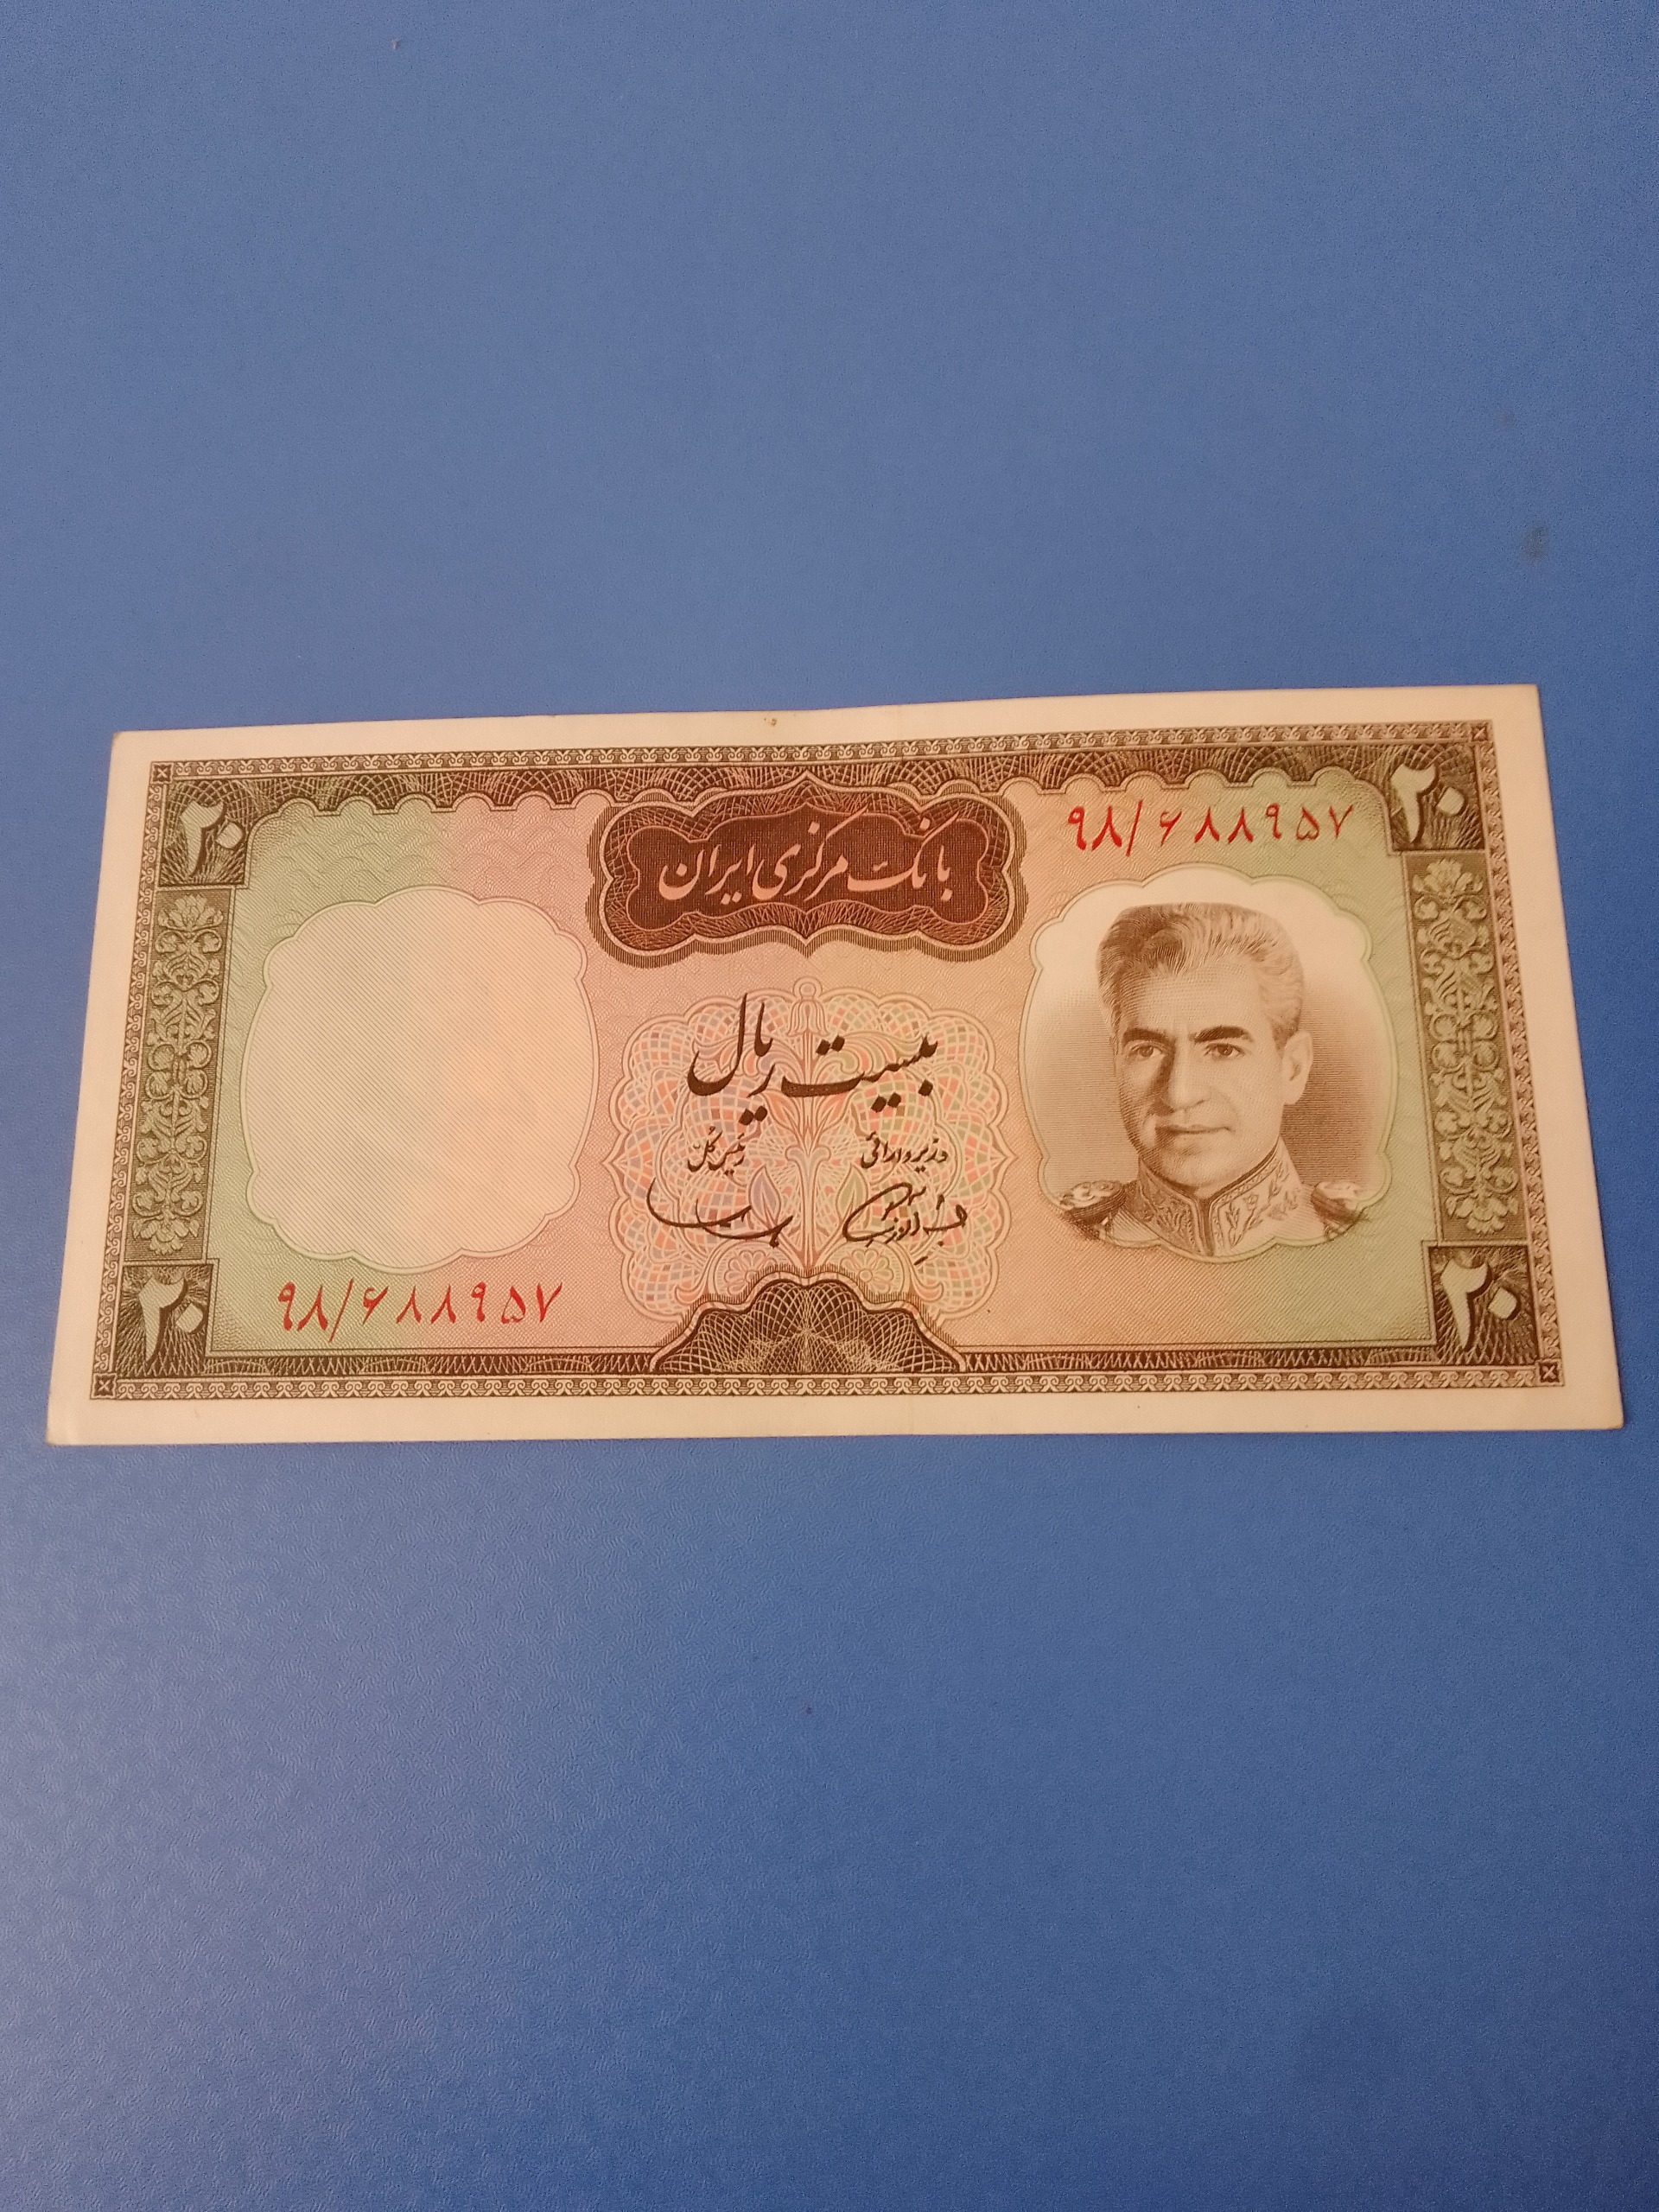 ۲۰
۲۰
بانک مرکزی ایران
۹۸/۶۸۸۹۵۷
بیست ریال
وزیر دارائی
رئیس کل
۹۸/۶۸۸۹۵۷
۲۰
۲۰